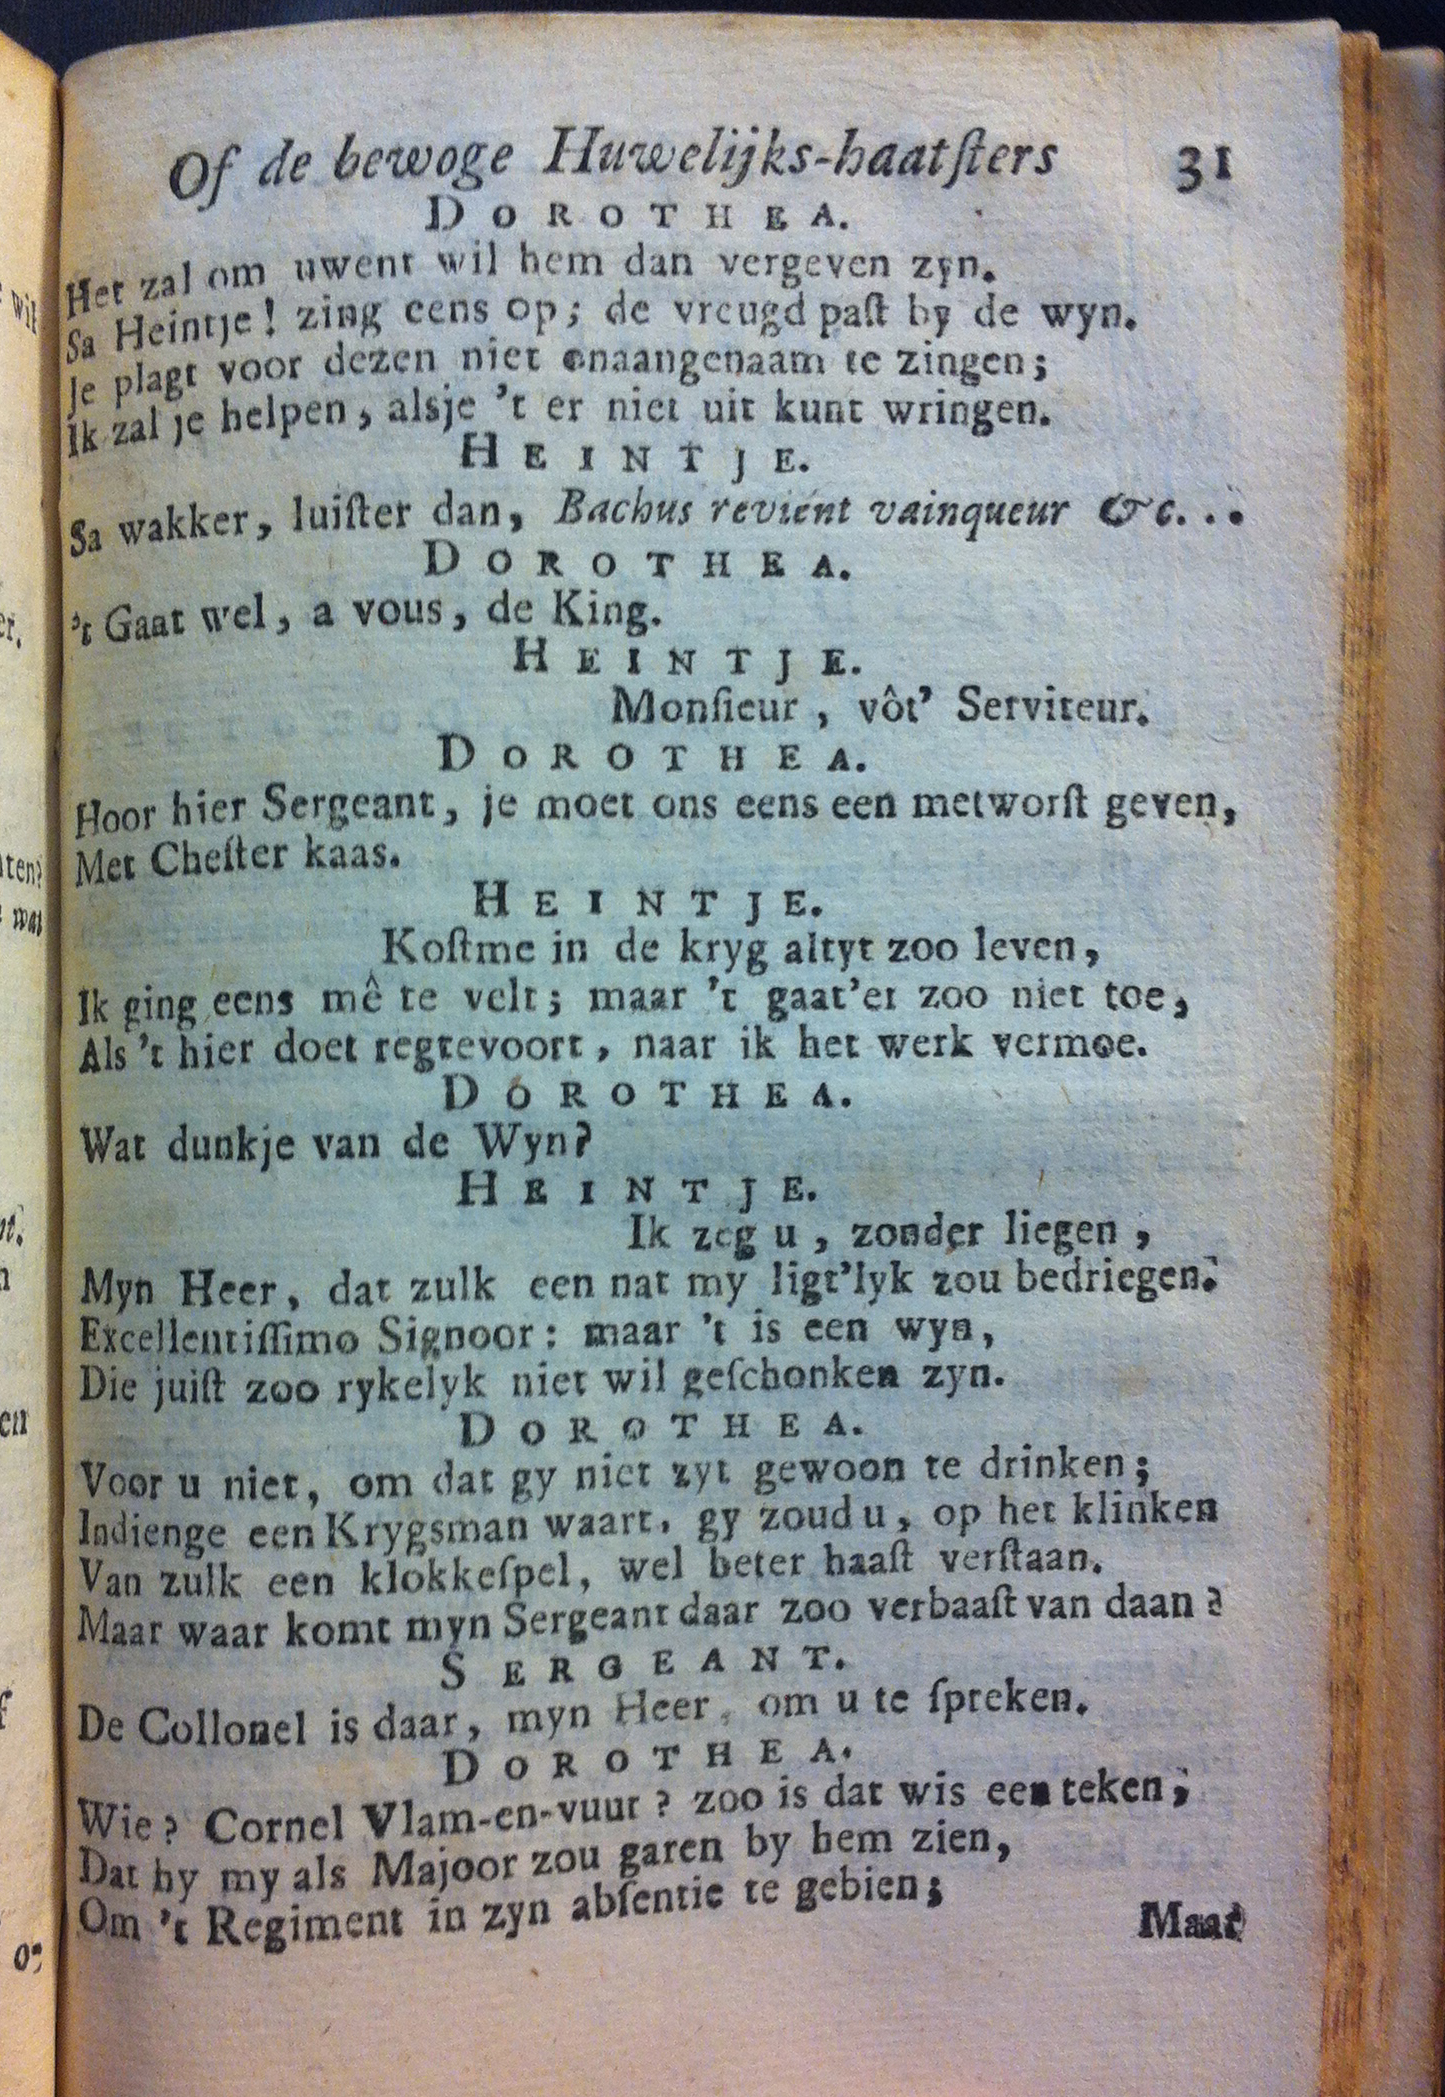 Of de bewoge Huwelijks-haatſters 31
DOROTHEA.
Het zal om uwent wil hem dan vergeven zyn.
Sa Heintje! zing eens op; de vreugd paſt by de wyn.
Je plagt voor dezen niet onaangenaam te zingen;
Ik zal je helpen, alsje 't er niet uit kunt wringen.
HEINTJE.
Sa wakker, luiſter dan, Bachus reviént vainqueur &c...
DOROTHEA.
't Gaat wel, a vous, de King.
HEINTJE.
Monſieur, vôt' Serviteur.
DOROTHEA.
Hoor hier Sergeant, je moet ons eens een metworſt geven,
Met Cheſter kaas.
HEINTJE.
Koſtme in de kryg altyt zoo leven,
Ik ging eens mê te velt; maar 't gaat'er zoo niet toe,
Als 't hier doet regtevoort, naar ik het werk vermoe.
DOROTHEA.
Wat dunkje van de Wyn?
HEINTJE.
Ik zeg u, zonder liegen,
Myn Heer, dat zulk een nat my ligt'lyk zou bedriegen.
Excellentiſſimo Signoor: maar 't is een wyn,
Die juiſt zoo rykelyk niet wil geſchonken zyn.
DOROTHEA.
Voor u niet, om dat gy niet zyt gewoon te drinken;
Indienge een Krygsman waart, gy zoud u, op het klinken
Van zulk een klokkeſpel, wel beter haaſt verſtaan.
Maar waar komt myn Sergeant daar zoo verbaaſt van daan?
SERGEANT.
De Collonel is daar, myn Heer, om u te ſpreken.
DOROTHEA.
Wie? Cornel Vlam-en-vuur? zoo is dat wis een teken,
Dat hy my als Majoor zou garen by hem zien,
Om 't Regiment in zyn abſentie te gebien;
Maar